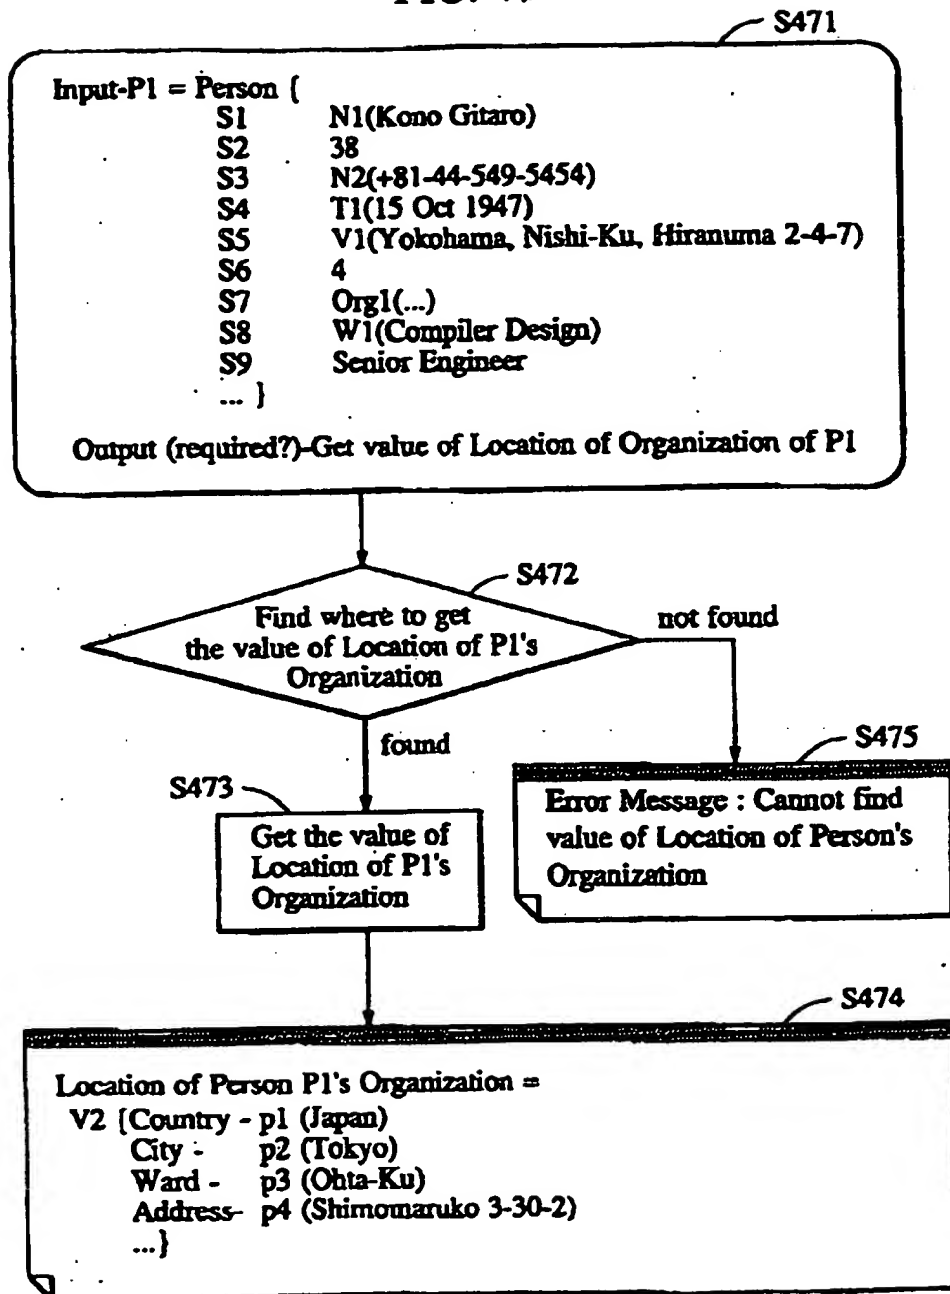 S471
Input-P1 = Person {
S1 N1(Kono Gitaro)
S2 38
S3 N2(+81-44-549-5454)
S4 T1(15 Oct 1947)
S5 V1(Yokohama, Nishi-Ku, Hiranuma 2-4-7)
S6 4
S7 Org1(...)
S8 W1(Compiler Design)
S9 Senior Engineer
... }
Output (required?)-Get value of Location of Organization of P1
S472
Find where to get
the value of Location of P1's
Organization
not found
found
S473
Get the value of
Location of P1's
Organization
S475
Error Message : Cannot find
value of Location of Person's
Organization
S474
Location of Person P1's Organization =
V2 {Country - p1 (Japan)
City - p2 (Tokyo)
Ward - p3 (Ohta-Ku)
Address- p4 (Shimomaruko 3-30-2)
...}